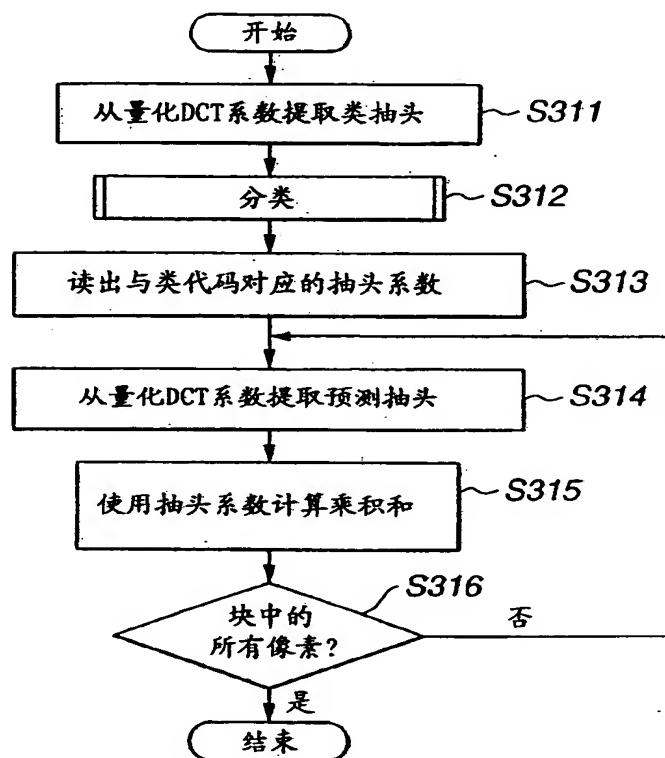 开始
从量化DCT系数提取类抽头
S311
分类
S312
读出与类代码对应的抽头系数
S313
从量化DCT系数提取预测抽头
S314
使用抽头系数计算乘积和
S315
S316
块中的
所有像素?
否
是
结束